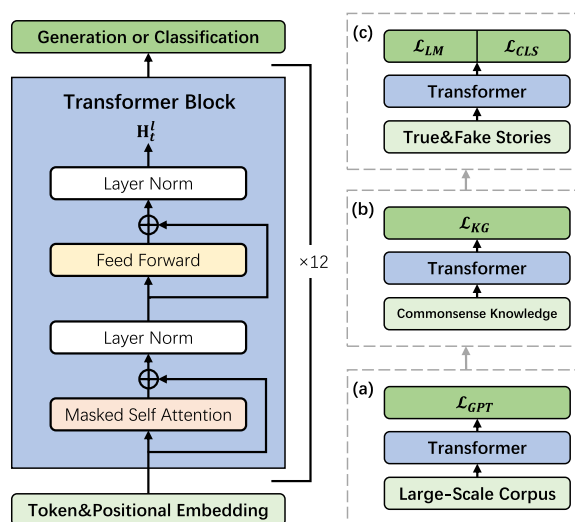 Generation or Classification
Transformer Block
H_t^l
Layer Norm
Feed Forward
Layer Norm
Masked Self Attention
Token&Positional Embedding
×12
(c)
ℒ_LM ℒ_CLS
Transformer
True&Fake Stories
(b)
ℒ_KG
Transformer
Commonsense Knowledge
(a)
ℒ_GPT
Transformer
Large-Scale Corpus